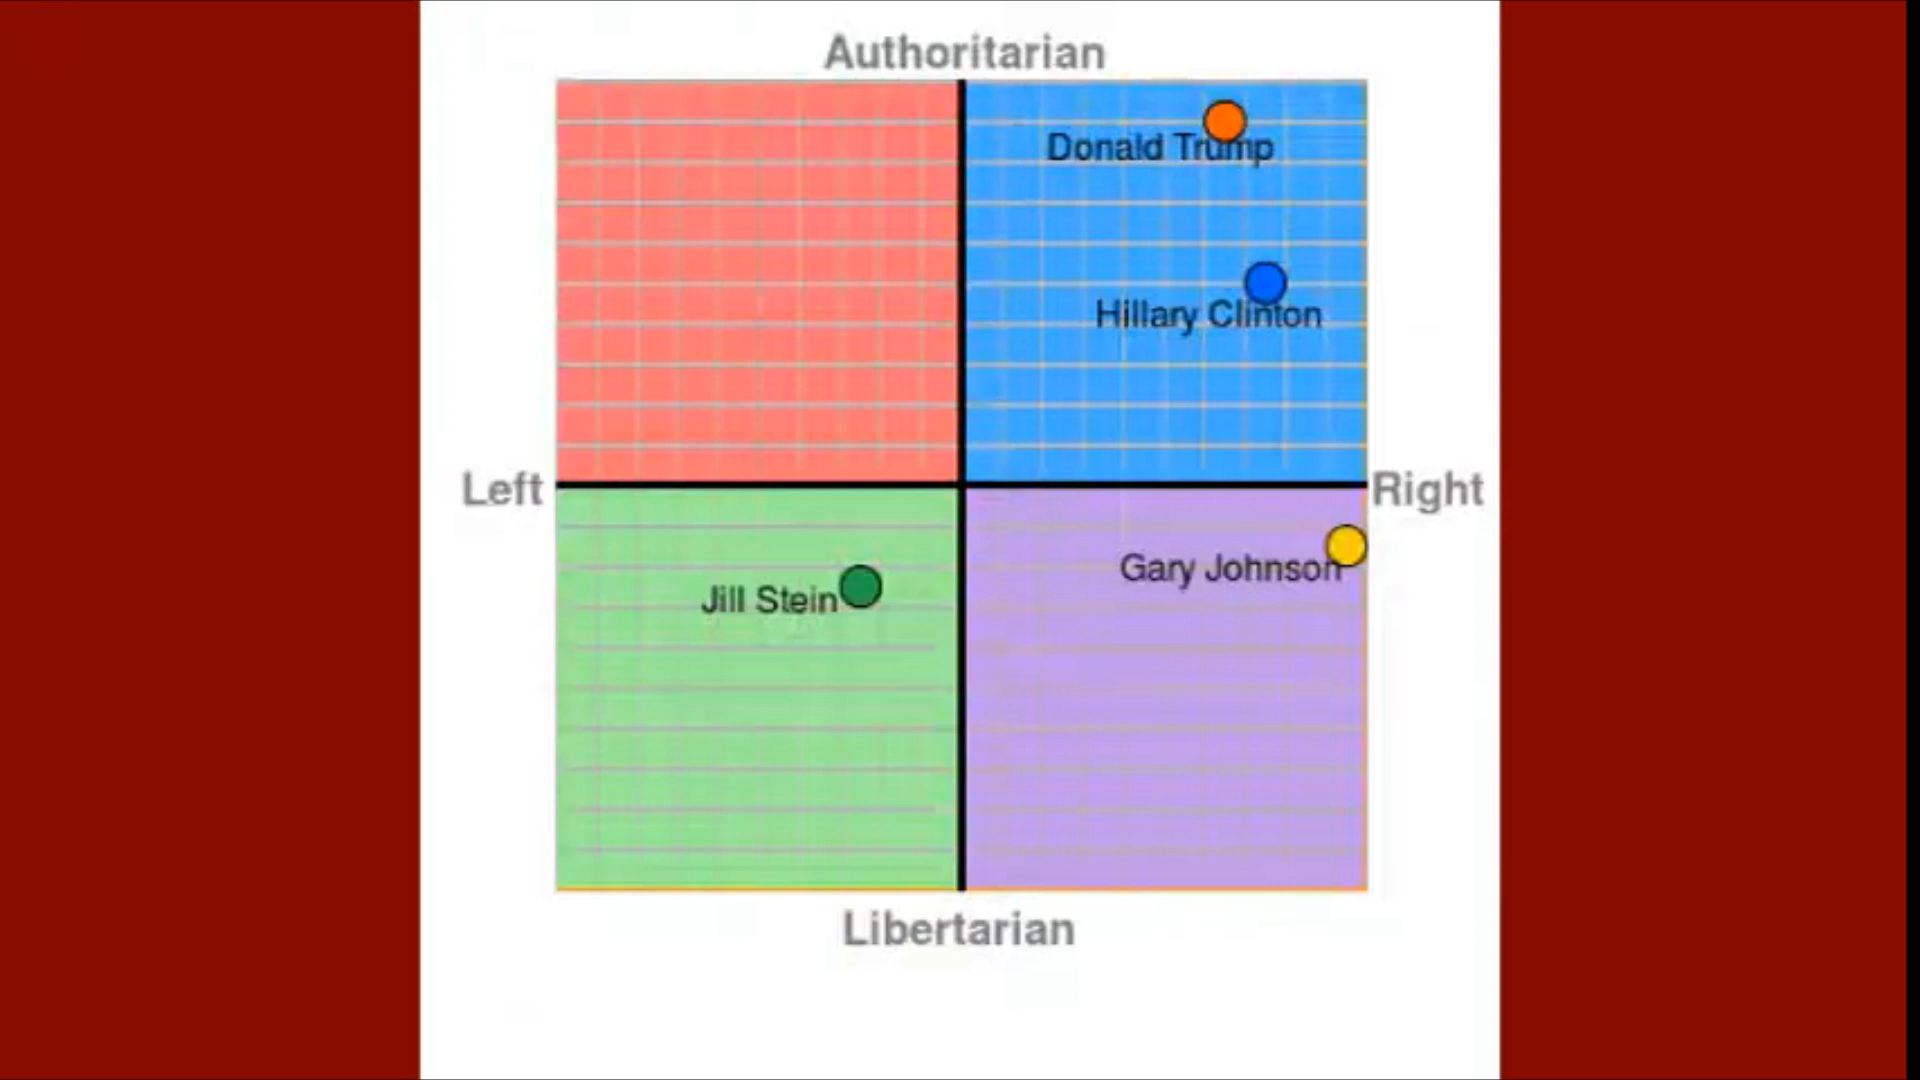 Authoritarian
Donald Trump
Hillary Clinton
Left
Right
Gary Johnson
Jill Stein
Libertarian